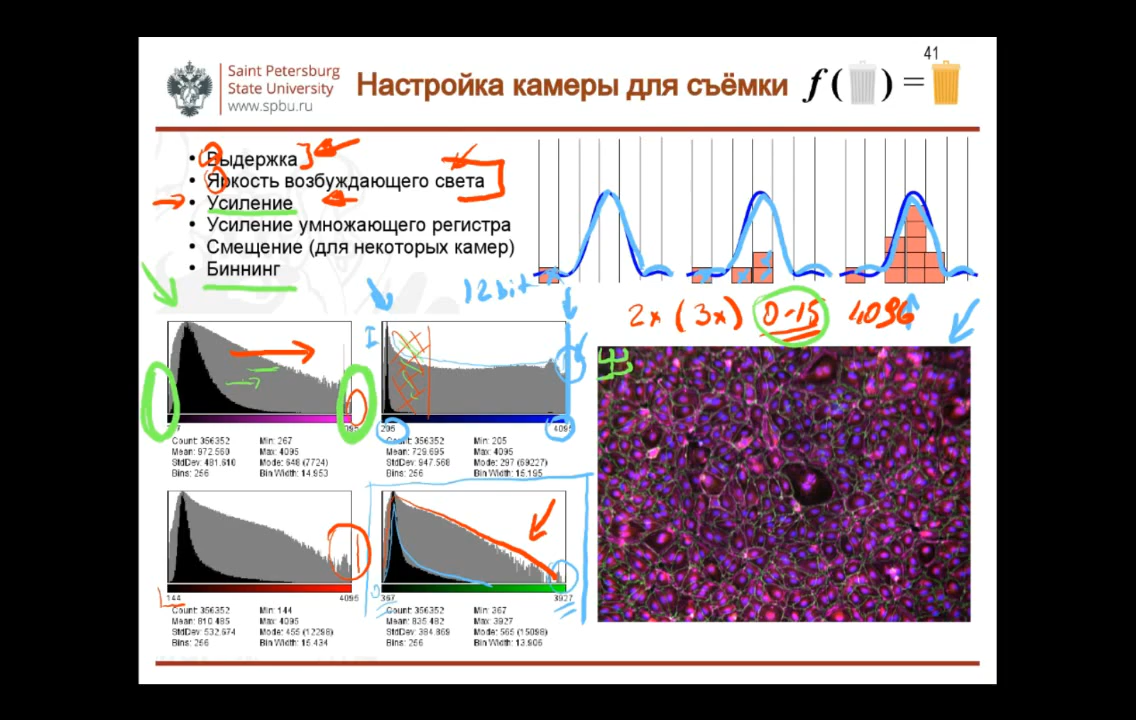 41
Saint Petersburg
State University
www.spbu.ru
Настройка камеры для съёмки
f ( ) =
• Выдержка
• Яркость возбуждающего света
• Усиление
• Усиление умножающего регистра
• Смещение (для некоторых камер)
• Биннинг
12 bit
2x (3x) 0-15 4096
205
4095
Count: 356352 Min: 267
Mean: 972.569 Max: 4095
StdDev: 481.610 Mode: 648 (7724)
Bins: 256 Bin Width: 14.953
Count: 356352 Min: 205
Mean: 729.695 Max: 4095
StdDev: 947.568 Mode: 297 (69227)
Bins: 256 Bin Width: 15.195
144
4095
367
3927
Count: 356352 Min: 144
Mean: 810.485 Max: 4095
StdDev: 532.674 Mode: 455 (12298)
Bins: 256 Bin Width: 15.434
Count: 356352 Min: 367
Mean: 835.482 Max: 3927
StdDev: 384.869 Mode: 565 (15098)
Bins: 256 Bin Width: 13.906